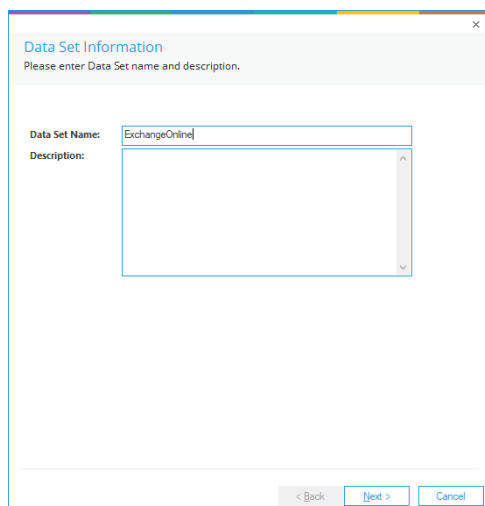 Data Set Information
Please enter Data Set name and description.
Data Set Name: ExchangeOnline
Description:
< Back Next > Cancel